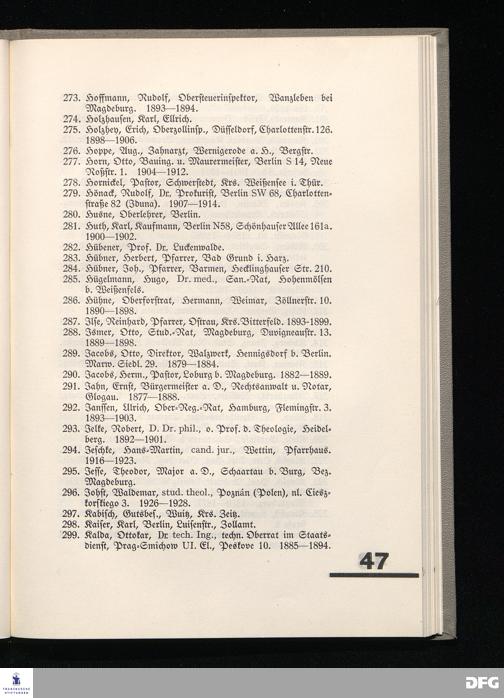 273. Hoffmann, Rudolf, Obersteuerinspektor, Wanzleben bei
Magdeburg. 1893—1894.
274. Holzhausen, Karl, Ellrich.
275. Holzhey, Erich, Oberzollinsp., Düsseldorf, Charlottenstr. 126.
1898—1906.
276. Hoppe, Aug., Zahnarzt, Wernigerode a. H., Bergstr.
277. Horn, Otto, Bauing. u. Maurermeister, Berlin S 14, Neue
Roßstr. 1. 1904—1912.
278. Hornickel, Pastor, Schwerstedt, Krs. Weißensee i. Thür.
279. Hönack, Rudolf, Dr. Prokurist, Berlin SW 68, Charlotten-
straße 82 (Iduna). 1907—1914.
280. Husne, Oberlehrer, Berlin.
281. Huth, Karl, Kaufmann, Berlin N58, Schönhauser Allee 161a.
1900—1902.
282. Hübener, Prof. Dr. Luckenwalde.
283. Hübner, Herbert, Pfarrer, Bad Grund i. Harz.
284. Hübner, Joh., Pfarrer, Barmen, Hecklinghauser Str. 210.
285. Hügelmann, Hugo, Dr. med., San.-Rat, Hohenmölsen
b. Weißenfels.
286. Hühne, Oberforstrat, Hermann, Weimar, Zöllnerstr. 10.
1890—1898.
287. Ilse, Reinhard, Pfarrer, Ostrau, Krs. Bitterfeld. 1893-1899.
288. Ismer, Otto, Stud.-Rat, Magdeburg, Duvigneaustr. 13.
1889—1898.
289. Jacobs, Otto, Direktor, Walzwerk, Hennigsdorf b. Berlin.
Marw. Siedl. 29. 1879—1884.
290. Jacobs, Herm., Pastor, Loburg b. Magdeburg. 1882—1889.
291. Jahn, Ernst, Bürgermeister a. D., Rechtsanwalt u. Notar,
Glogau. 1877—1888.
292. Janssen, Ulrich, Ober-Reg.-Rat, Hamburg, Flemingstr. 3.
1893—1903.
293. Jelke, Robert, D. Dr. phil., o. Prof. d. Theologie, Heidel-
berg. 1892—1901.
294. Jeschke, Hans-Martin, cand. jur., Wettin, Pfarrhaus.
1916—1923.
295. Jesse, Theodor, Major a. D., Schaartau b. Burg, Bez.
Magdeburg.
296. Johst, Waldemar, stud. theol., Poznán (Polen), ul. Ciesz-
korskiego 3. 1926—1928.
297. Kabisch, Gutsbes., Wuitz, Krs. Zeitz.
298. Kaiser, Karl, Berlin, Luisenstr., Zollamt.
299. Kalda, Ottokar, Dr. tech. Ing., techn. Oberrat im Staats-
dienst, Prag-Smichow UI. El., Peskove 10. 1885—1894.
47
FRANCKESCHE
STIFTUNGEN
DFG